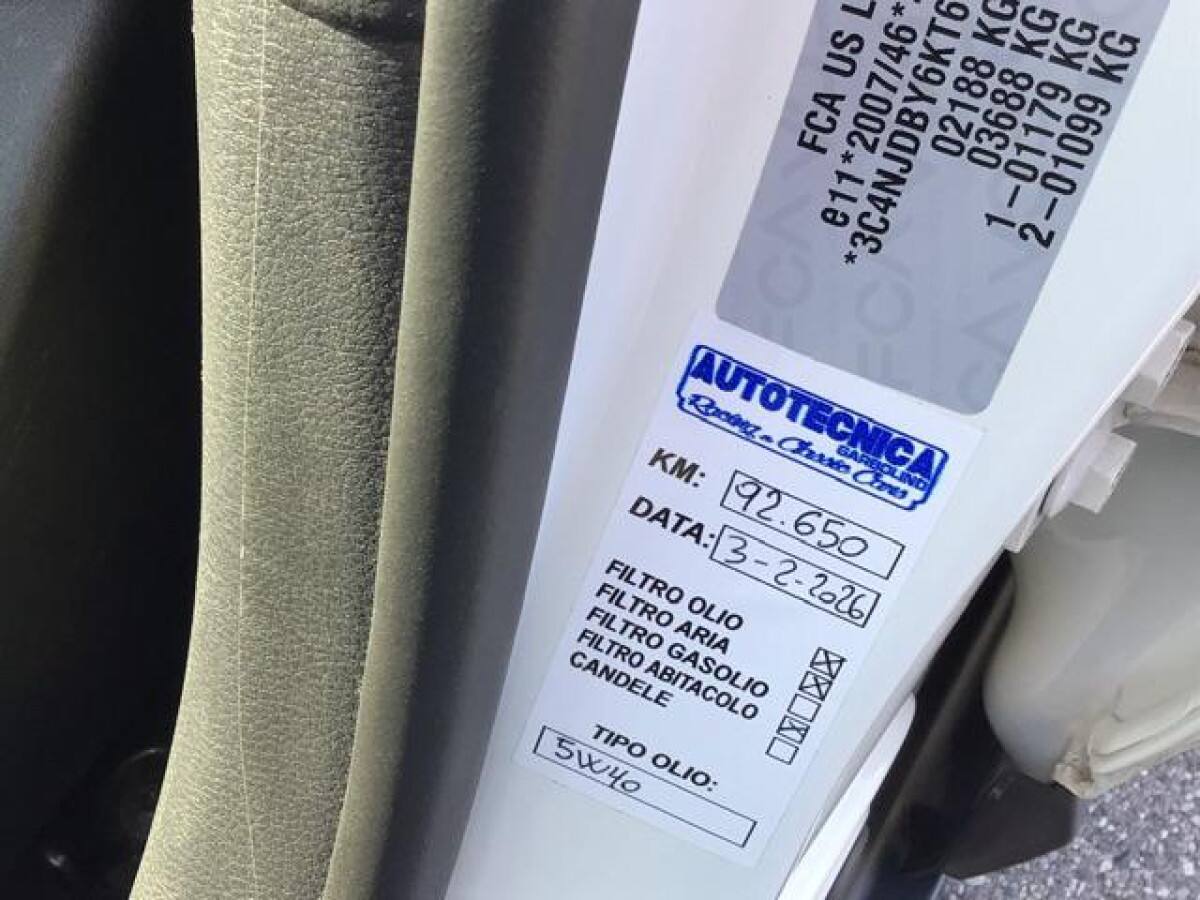 FCA US L
e11*2007/46*
*3C4NJDBY6KT6
02188 KG
03688 KG
1-01179 KG
2-01099 KG
AUTOTECNICA
GARBOLINO
Racing & Classic Cars
KM: 92.650
DATA: 3-2-2026
FILTRO OLIO
FILTRO ARIA
FILTRO GASOLIO
FILTRO ABITACOLO
CANDELE
TIPO OLIO:
5W40